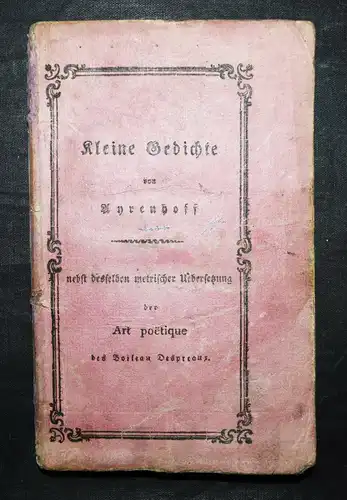 Kleine Gedichte
von
Ayrenhoff
nebst desselben metrischer Uebersetzung
der
Art poëtique
des Boileau Despreaux.